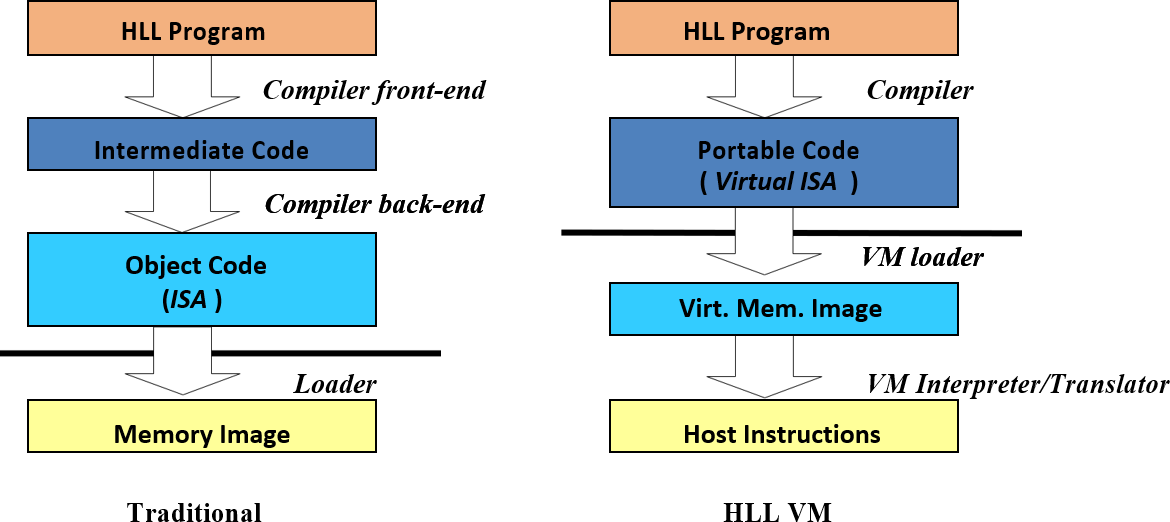 HLL Program
Compiler front-end
Intermediate Code
Compiler back-end
Object Code
(ISA )
Loader
Memory Image
Traditional
HLL Program
Compiler
Portable Code
( Virtual ISA )
VM loader
Virt. Mem. Image
VM Interpreter/Translator
Host Instructions
HLL VM